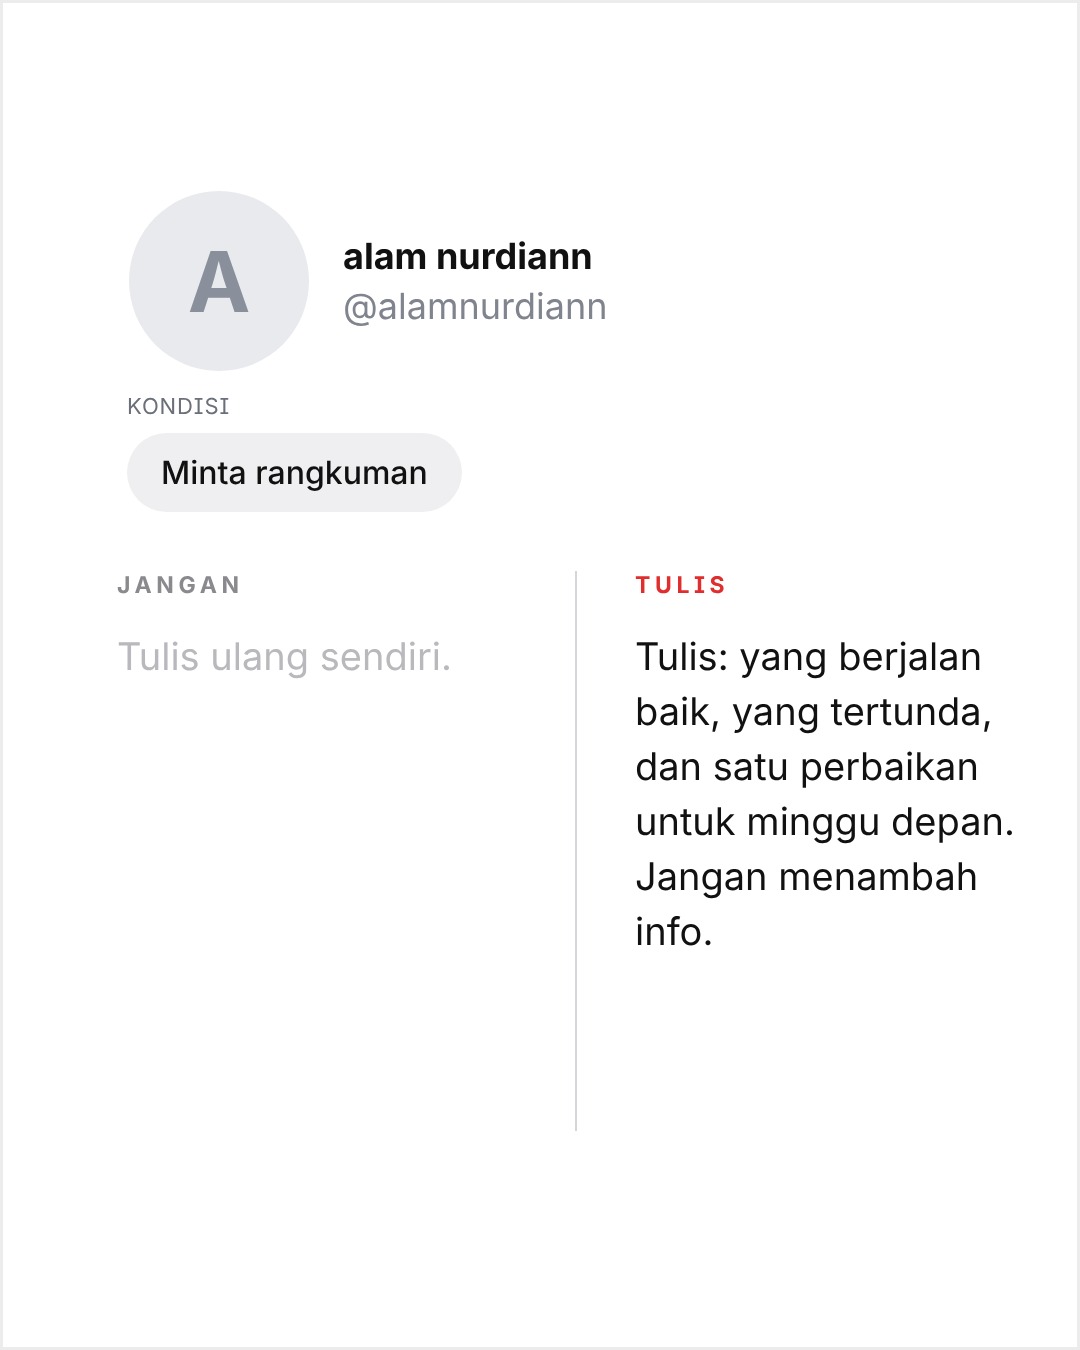 A
alam nurdiann
@alamnurdiann
KONDISI
Minta rangkuman
JANGAN
Tulis ulang sendiri.
TULIS
Tulis: yang berjalan
baik, yang tertunda,
dan satu perbaikan
untuk minggu depan.
Jangan menambah
info.